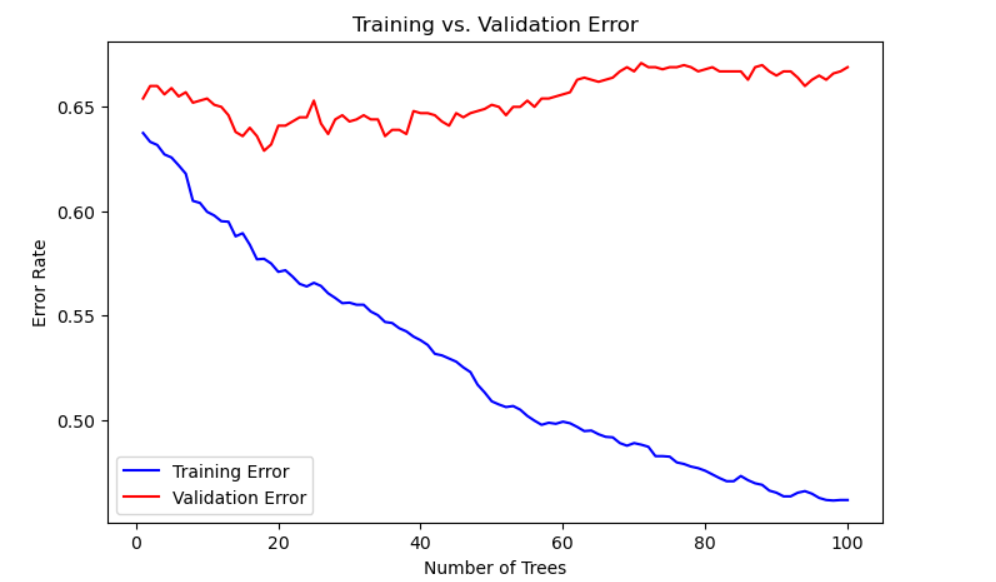 Training vs. Validation Error
Error Rate
0.65
0.60
0.55
0.50
Training Error
Validation Error
0 20 40 60 80 100
Number of Trees